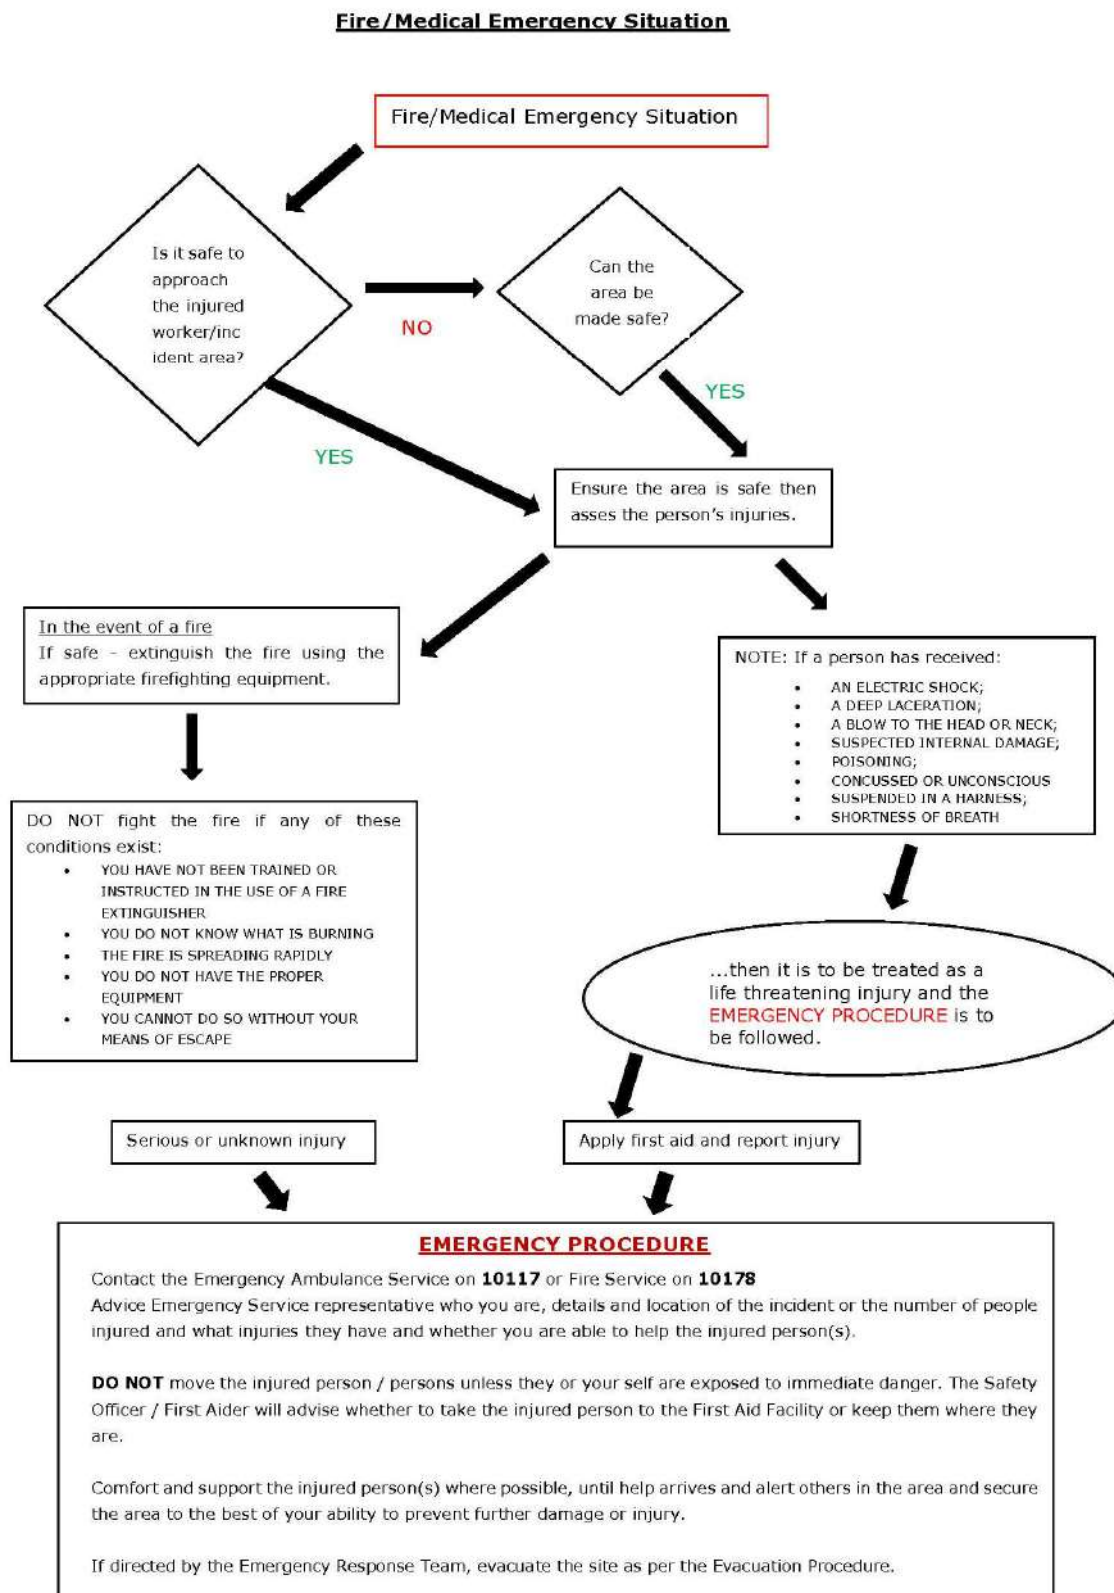 Fire/Medical Emergency Situation
Fire/Medical Emergency Situation
Is it safe to
approach
the injured
worker/inc
ident area?
NO
Can the
area be
made safe?
YES
YES
Ensure the area is safe then
asses the person's injuries.
In the event of a fire
If safe - extinguish the fire using the
appropriate firefighting equipment.
NOTE: If a person has received:
• AN ELECTRIC SHOCK;
• A DEEP LACERATION;
• A BLOW TO THE HEAD OR NECK;
• SUSPECTED INTERNAL DAMAGE;
• POISONING;
• CONCUSSED OR UNCONSCIOUS
• SUSPENDED IN A HARNESS;
• SHORTNESS OF BREATH
DO NOT fight the fire if any of these
conditions exist:
• YOU HAVE NOT BEEN TRAINED OR
INSTRUCTED IN THE USE OF A FIRE
EXTINGUISHER
• YOU DO NOT KNOW WHAT IS BURNING
• THE FIRE IS SPREADING RAPIDLY
• YOU DO NOT HAVE THE PROPER
EQUIPMENT
• YOU CANNOT DO SO WITHOUT YOUR
MEANS OF ESCAPE
...then it is to be treated as a
life threatening injury and the
EMERGENCY PROCEDURE is to
be followed.
Serious or unknown injury
Apply first aid and report injury
EMERGENCY PROCEDURE
Contact the Emergency Ambulance Service on 10117 or Fire Service on 10178
Advice Emergency Service representative who you are, details and location of the incident or the number of people
injured and what injuries they have and whether you are able to help the injured person(s).
DO NOT move the injured person / persons unless they or your self are exposed to immediate danger. The Safety
Officer / First Aider will advise whether to take the injured person to the First Aid Facility or keep them where they
are.
Comfort and support the injured person(s) where possible, until help arrives and alert others in the area and secure
the area to the best of your ability to prevent further damage or injury.
If directed by the Emergency Response Team, evacuate the site as per the Evacuation Procedure.